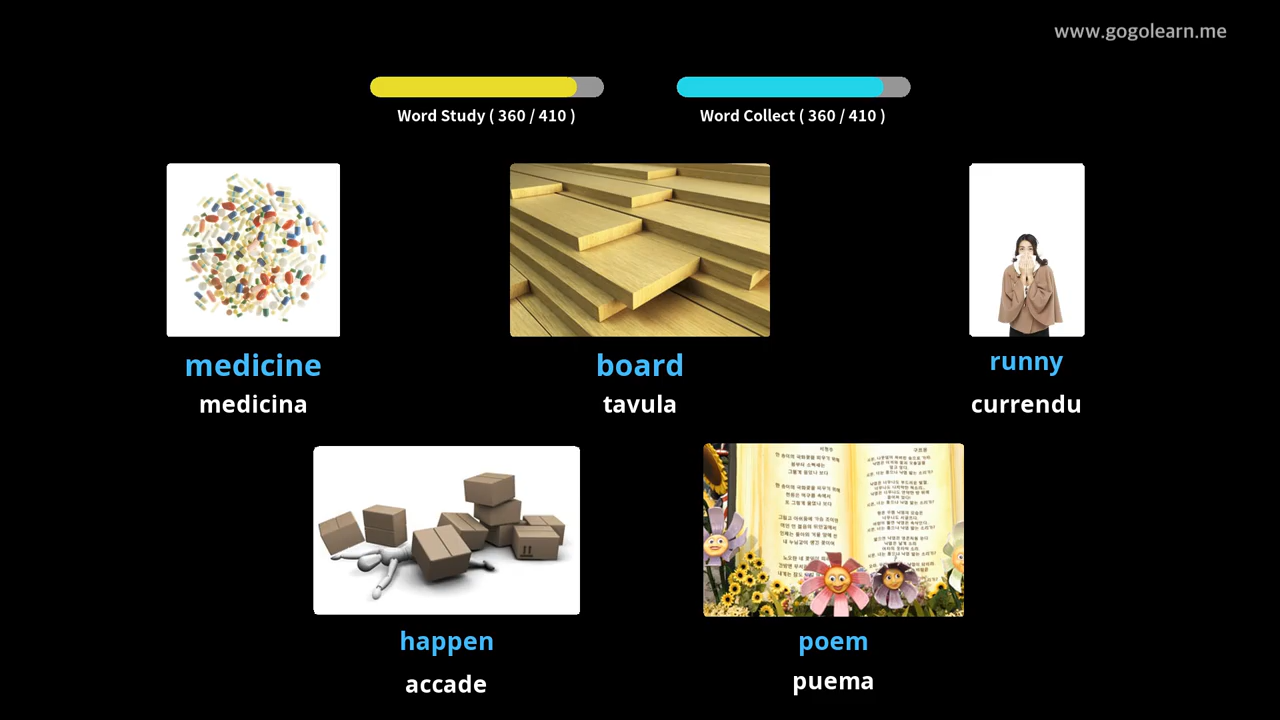 www.gogolearn.me
Word Study ( 360 / 410 )
Word Collect ( 360 / 410 )
medicine
medicina
board
tavula
runny
currendu
happen
accade
poem
puema